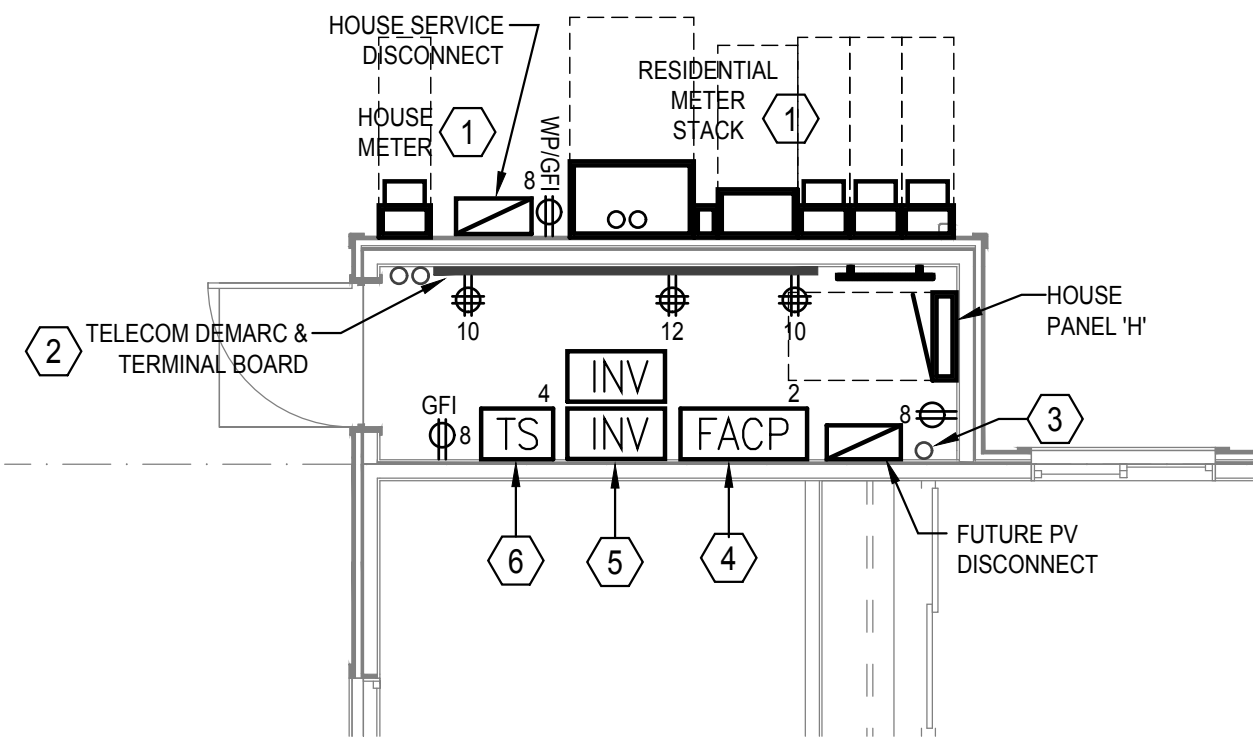 HOUSE SERVICE
DISCONNECT
HOUSE
METER
1
WP/GFI
8
RESIDENTIAL
METER
STACK
1
2
TELECOM DEMARC &
TERMINAL BOARD
10
12
10
HOUSE
PANEL 'H'
INV
GFI
8
4
TS
INV
2
FACP
8
3
6
5
4
FUTURE PV
DISCONNECT